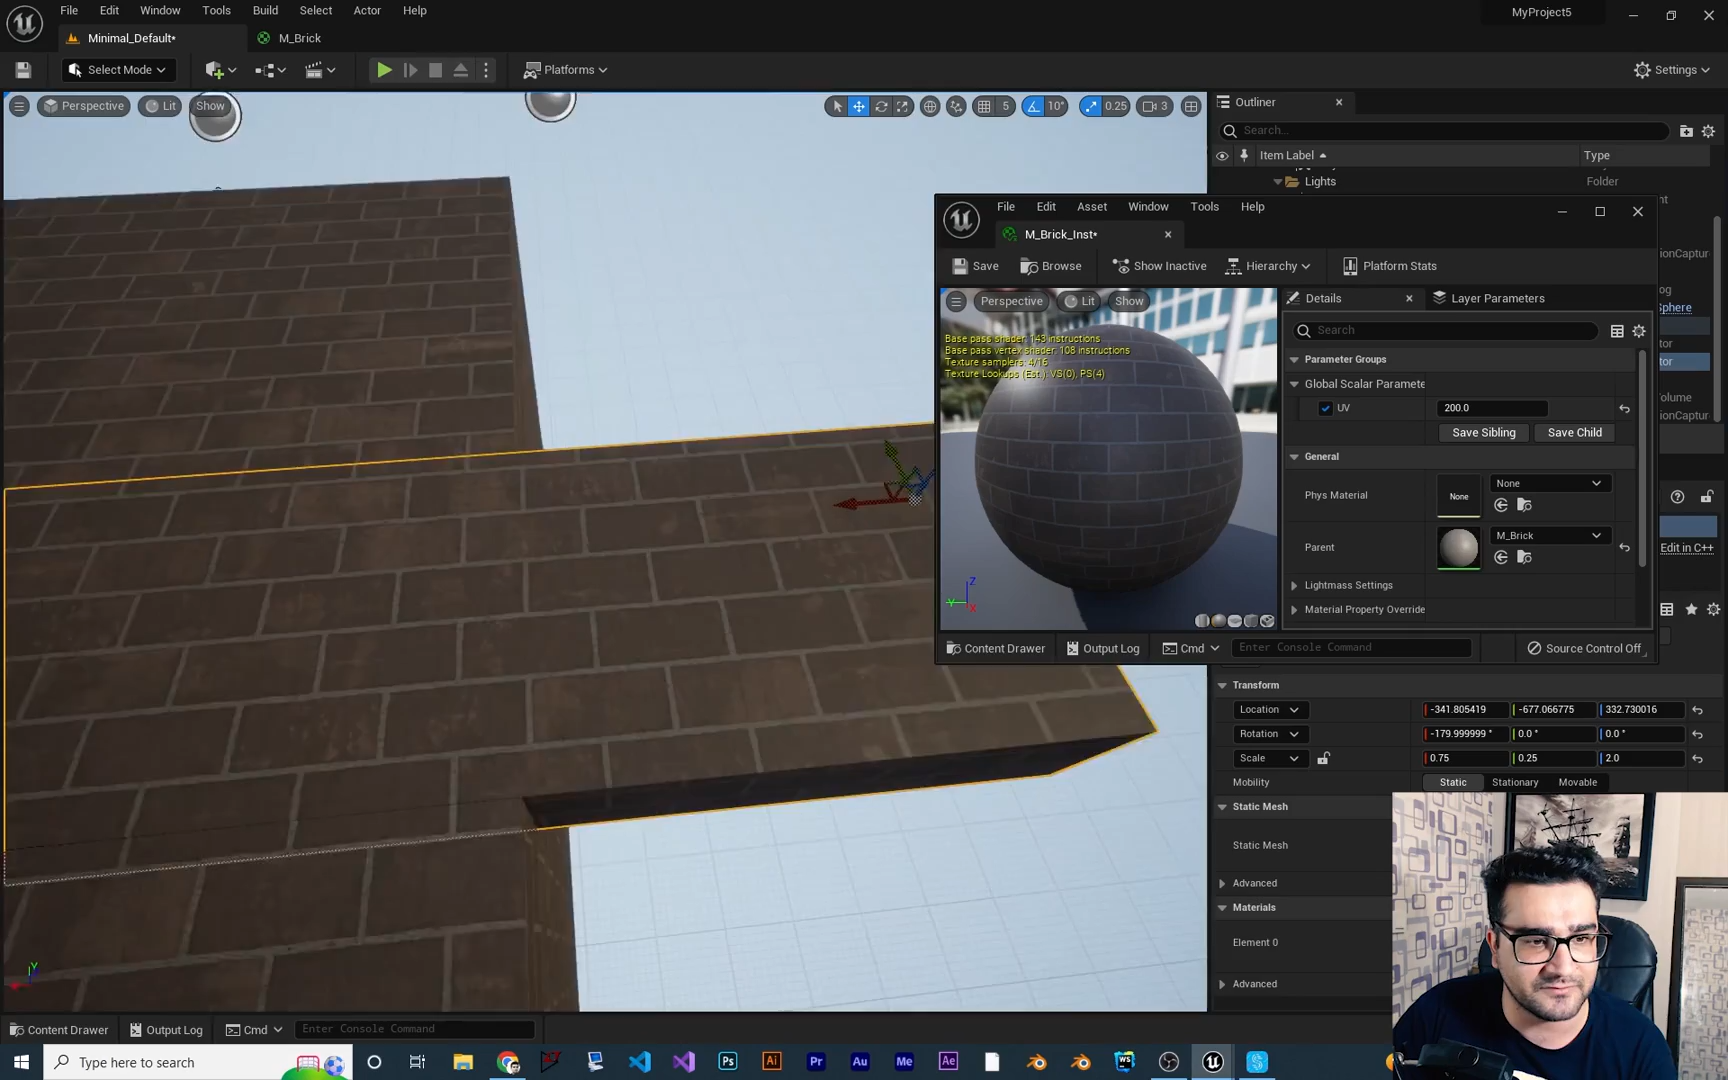 File Edit Window Tools Build Select Actor Help
MyProject5
Minimal_Default*
M_Brick
Select Mode
Platforms
Settings
Perspective
Lit
Show
5
10°
0.25
3
Outliner
Search...
Item Label
Type
Lights
Folder
File Edit Asset Window Tools Help
M_Brick_Inst*
Save
Browse
Show Inactive
Hierarchy
Platform Stats
Perspective
Lit
Show
Base pass shader: 143 instructions
Base pass vertex shader: 108 instructions
Texture samplers: 4/16
Texture Lookups (Est.): VS(0), PS(4)
Details
Layer Parameters
Search
Parameter Groups
Global Scalar Paramete
UV
200.0
Save Sibling
Save Child
General
Phys Material
None
None
Parent
M_Brick
Lightmass Settings
Material Property Override
Z
Y
X
Content Drawer
Output Log
Cmd
Enter Console Command
Source Control Off
Sphere
Edit in C++
Transform
Location
-341.805419
-677.066775
332.730016
Rotation
-179.999999 °
0.0 °
0.0 °
Scale
0.75
0.25
2.0
Mobility
Static
Stationary
Movable
Static Mesh
Static Mesh
Advanced
Materials
Element 0
Advanced
Y
Content Drawer
Output Log
Cmd
Enter Console Command
Type here to search
Ps
Ai
Pr
Au
Me
Ae
WS